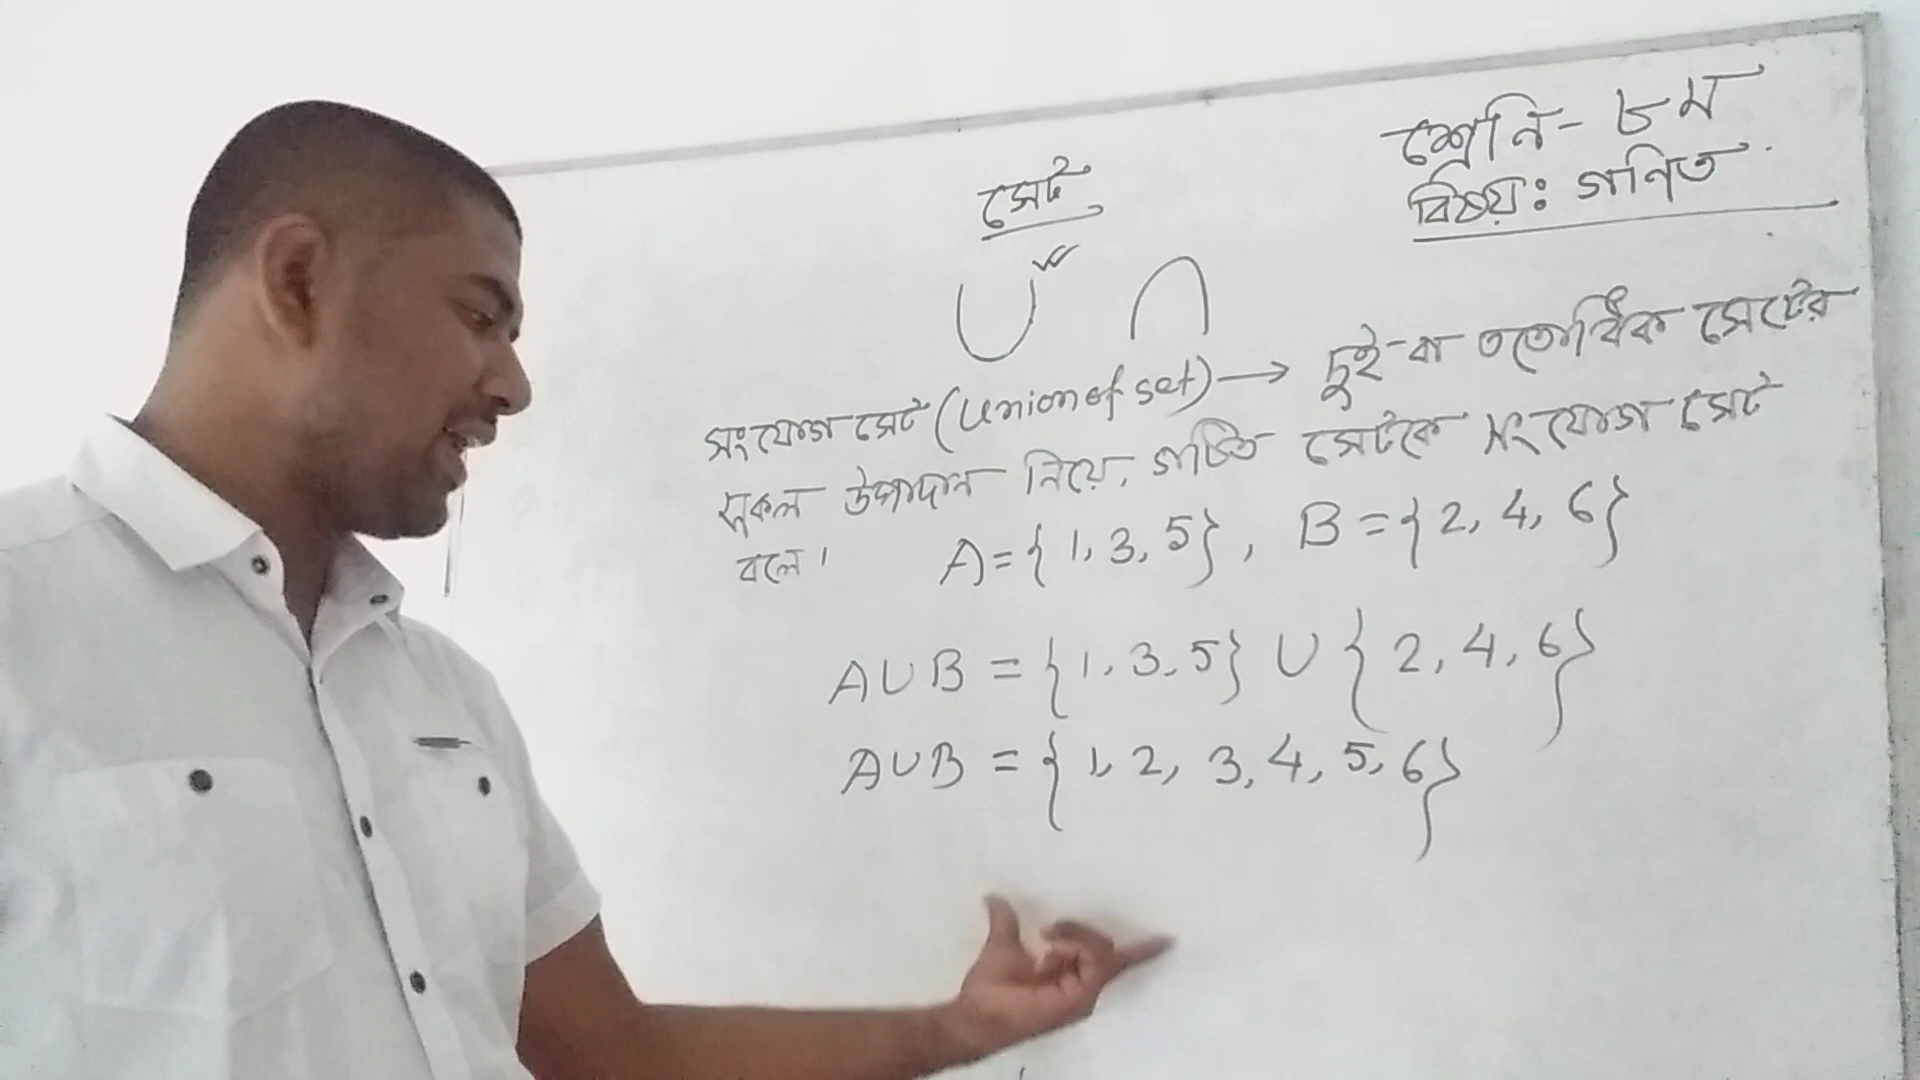 শ্রেনি - ৮ম
বিষয়ঃ গনিত
সেট
∪ ∩
সংযোগ সেট (Union of set) → দুই বা ততোধিক সেটের
সকল উপাদান নিয়ে গঠিত সেটকে সংযোগ সেট
বলে।
A = {1, 3, 5}, B = {2, 4, 6}
A∪B = {1, 3, 5} ∪ {2, 4, 6}
A∪B = {1, 2, 3, 4, 5, 6}